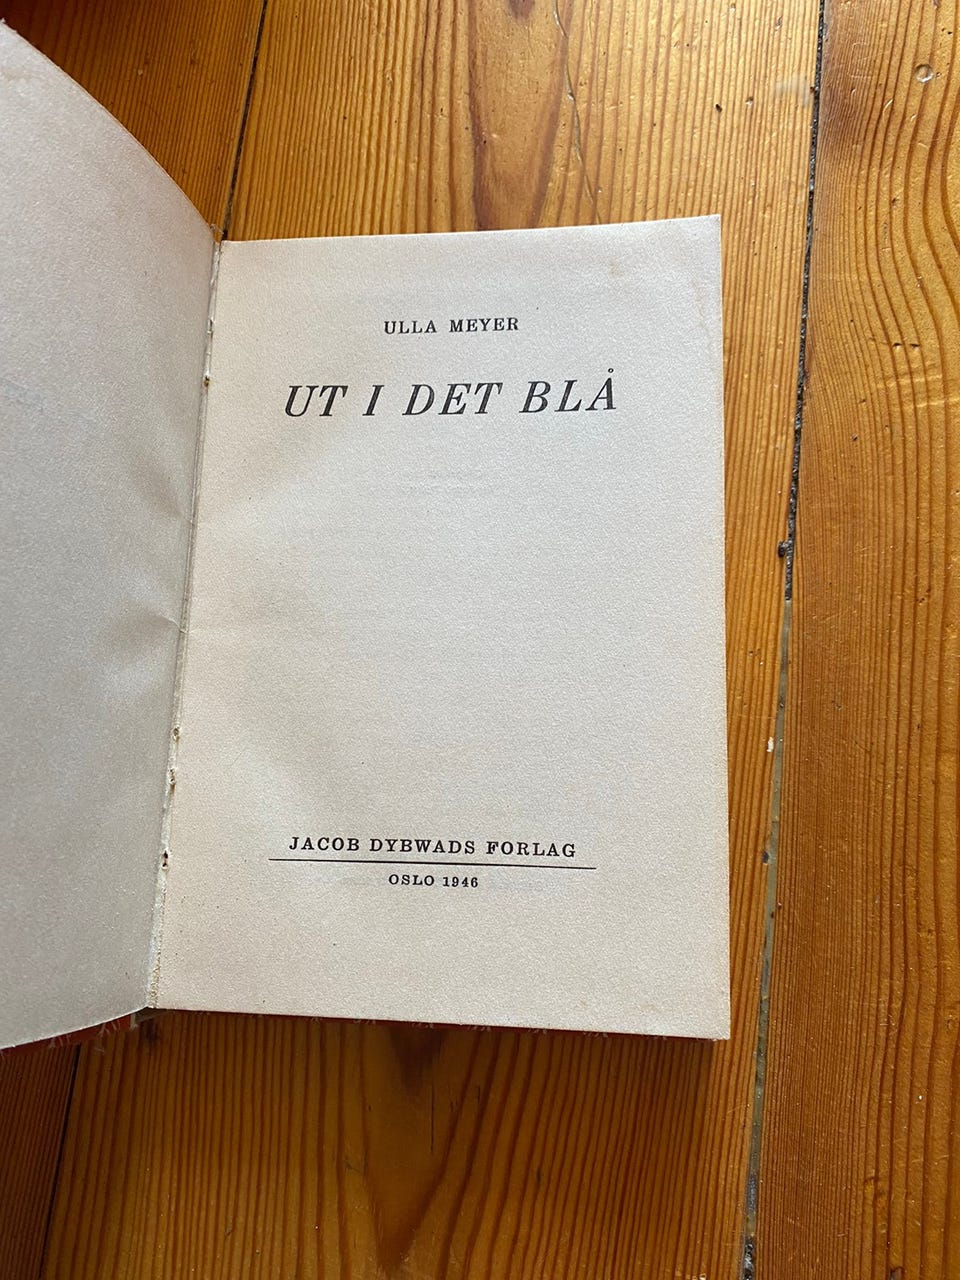 ULLA MEYER
UT I DET BLÅ
JACOB DYBWADS FORLAG
OSLO 1946